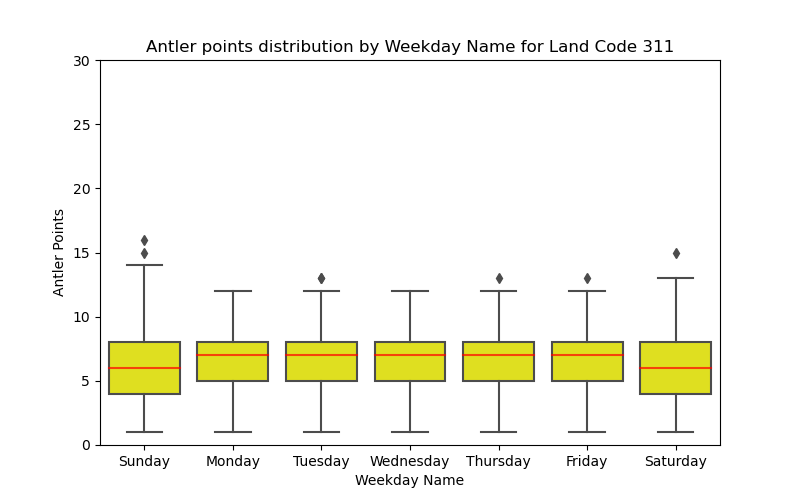 Antler points distribution by Weekday Name for Land Code 311
Antler Points
30
25
20
15
10
5
0
Sunday Monday Tuesday Wednesday Thursday Friday Saturday
Weekday Name